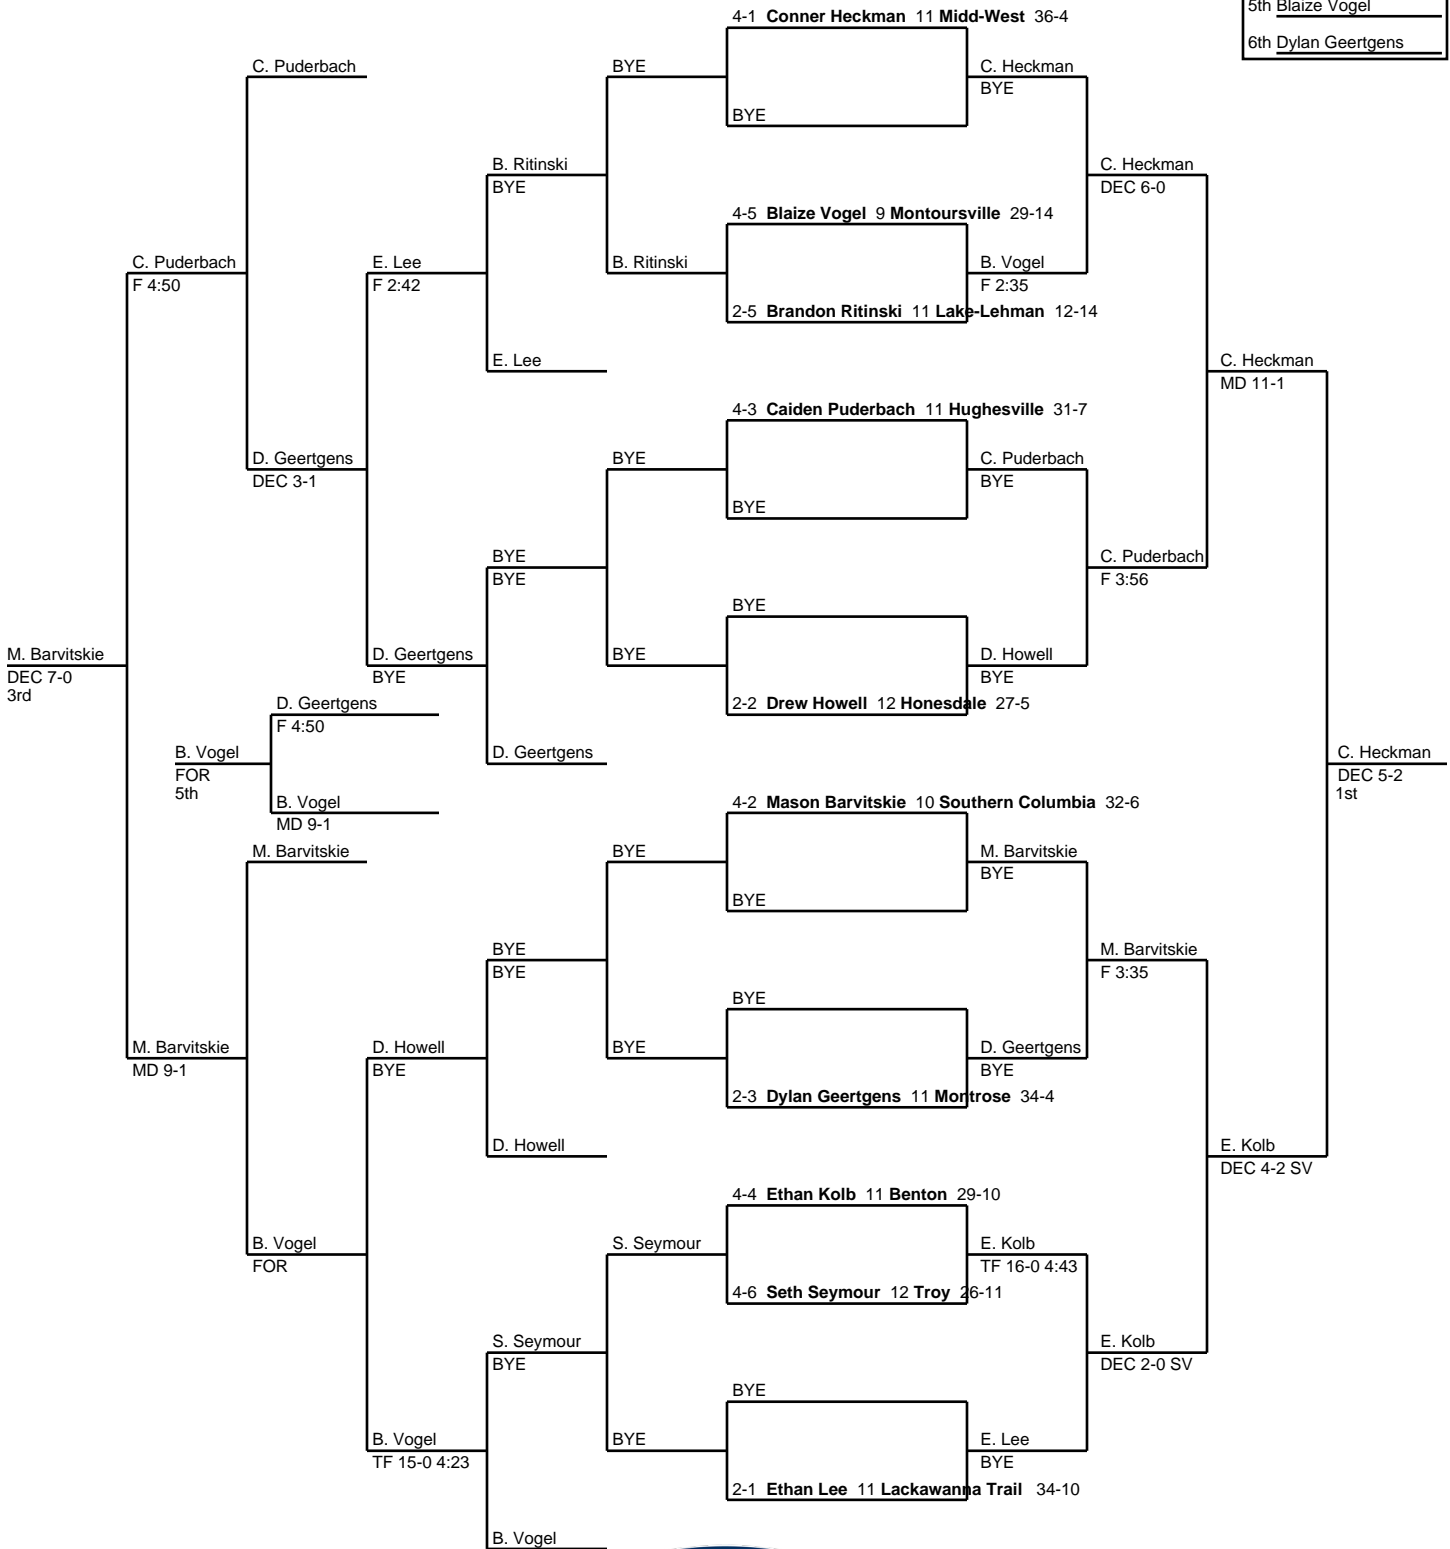 5th Blaize Vogel
4-1 Conner Heckman 11 Midd-West 36-4
6th Dylan Geertgens
C. Puderbach
BYE
C. Heckman
BYE
BYE
B. Ritinski
BYE
C. Heckman
DEC 6-0
4-5 Blaize Vogel 9 Montoursville 29-14
C. Puderbach
F 4:50
E. Lee
F 2:42
B. Ritinski
B. Vogel
F 2:35
2-5 Brandon Ritinski 11 Lake-Lehman 12-14
E. Lee
C. Heckman
MD 11-1
4-3 Caiden Puderbach 11 Hughesville 31-7
D. Geertgens
DEC 3-1
BYE
C. Puderbach
BYE
BYE
BYE
BYE
C. Puderbach
F 3:56
BYE
M. Barvitskie
DEC 7-0
3rd
D. Geertgens
BYE
BYE
D. Howell
BYE
2-2 Drew Howell 12 Honesdale 27-5
D. Geertgens
F 4:50
B. Vogel
FOR
5th
D. Geertgens
C. Heckman
DEC 5-2
1st
B. Vogel
MD 9-1
4-2 Mason Barvitskie 10 Southern Columbia 32-6
M. Barvitskie
BYE
M. Barvitskie
BYE
BYE
BYE
BYE
M. Barvitskie
F 3:35
BYE
M. Barvitskie
MD 9-1
D. Howell
BYE
BYE
D. Geertgens
BYE
2-3 Dylan Geertgens 11 Montrose 34-4
D. Howell
E. Kolb
DEC 4-2 SV
4-4 Ethan Kolb 11 Benton 29-10
B. Vogel
FOR
S. Seymour
E. Kolb
TF 16-0 4:43
4-6 Seth Seymour 12 Troy 26-11
S. Seymour
BYE
E. Kolb
DEC 2-0 SV
BYE
B. Vogel
TF 15-0 4:23
BYE
E. Lee
BYE
2-1 Ethan Lee 11 Lackawanna Trail 34-10
B. Vogel